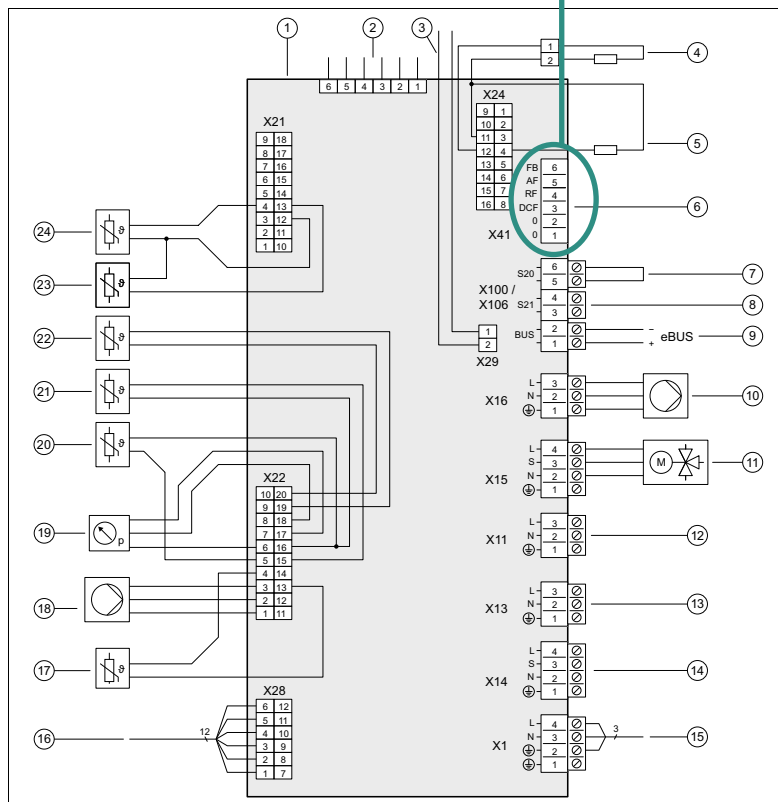 1
2
3
4
5
6
7
8
9
10
11
12
13
14
15
16
17
18
19
20
21
22
23
24
6 5 4 3 2 1
1
2
X24
9 1
10 2
11 3
12 4
13 5
14 6
15 7
16 8
X21
9 18
8 17
7 16
6 15
5 14
4 13
3 12
2 11
1 10
FB 6
AF 5
RF 4
DCF 3
0 2
0 1
X41
S20
6
5
X100 /
X106
S21
4
3
BUS
2
1
− eBUS
+
1
2
X29
X16
L 3
N 2
1
X15
L 4
S 3
N 2
1
M
X11
L 3
N 2
1
X13
L 3
N 2
1
X14
L 4
S 3
N 2
1
X1
L 4
N 3
2
1
3
X22
10 20
9 19
8 18
7 17
6 16
5 15
4 14
3 13
2 12
1 11
X28
6 12
5 11
4 10
3 9
2 8
1 7
12
ϑ
ϑ
ϑ
ϑ
ϑ
p
ϑ